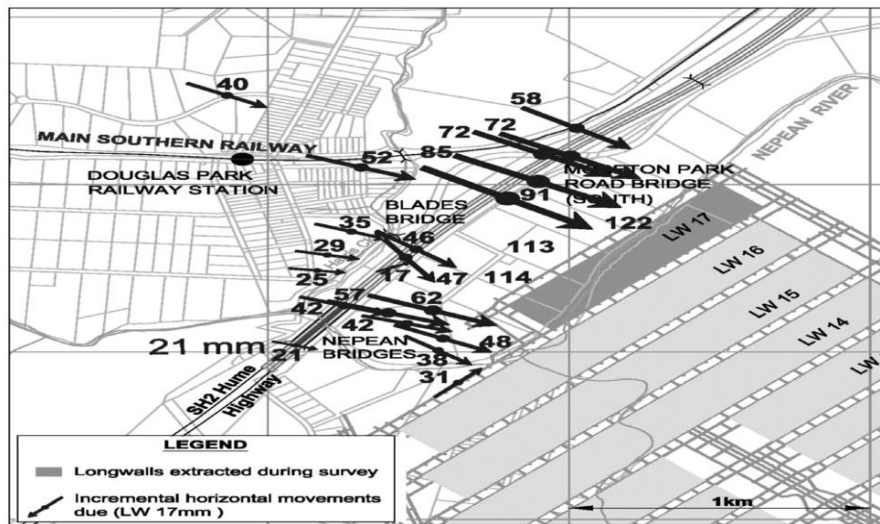 40
58
72 72
MAIN SOUTHERN RAILWAY
52
85
DOUGLAS PARK
RAILWAY STATION
NEPEAN RIVER
PARK
ROAD BRIDGE
(SOUTH)
91
122
BLADES
BRIDGE
35
46
29
113
25
17
47
114
LW 17
LW 16
LW 15
LW 14
57
62
42
42
48
21 mm
21
NEPEAN
BRIDGES
38
31
SH2 Hume
Highway
LEGEND
Longwalls extracted during survey
Incremental horizontal movements
due (LW 17mm )
1km